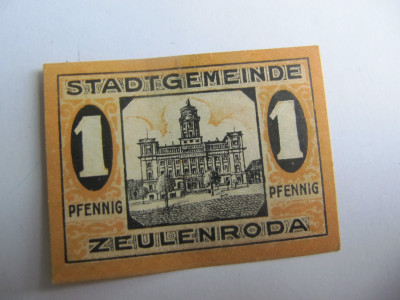 STADTGEMEINDE
1 1
PFENNIG PFENNIG
ZEULENRODA